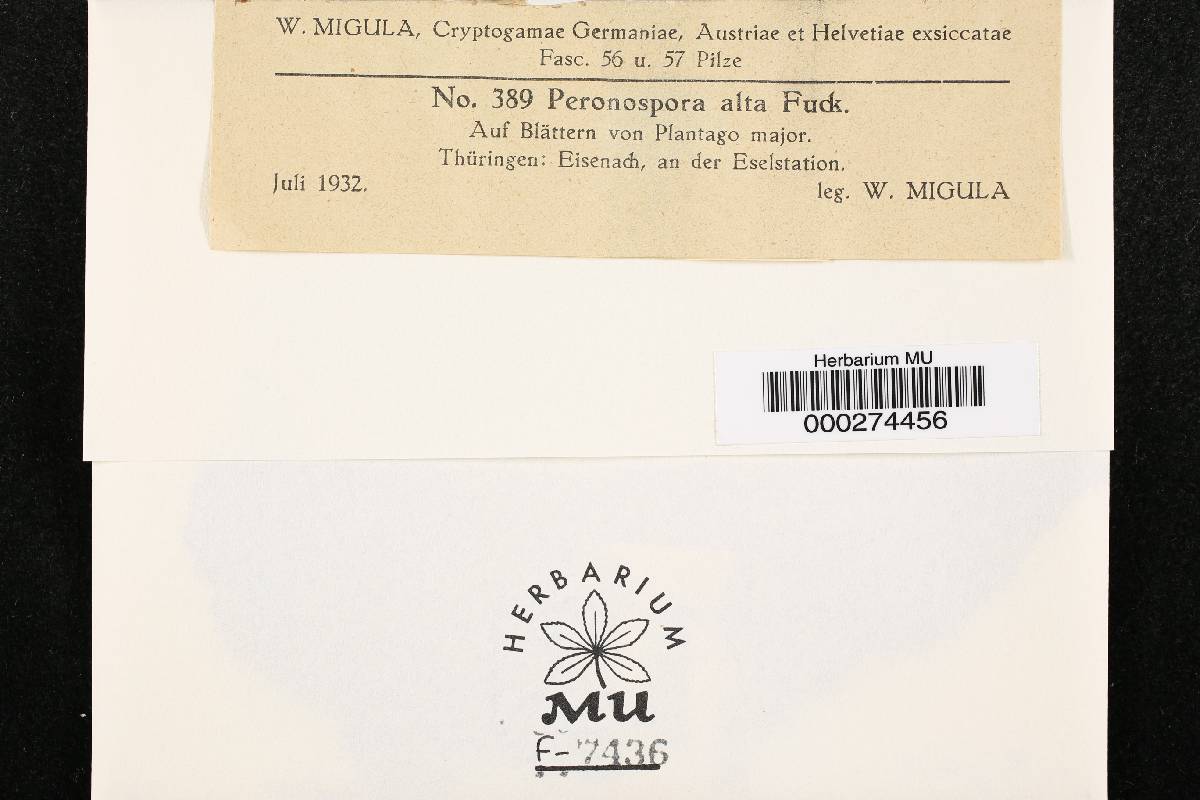 W. MIGULA, Cryptogamae Germaniae, Austriae et Helvetiae exsiccatae
Fasc. 56 u. 57 Pilze
No. 389 Peronospora alta Fuck.
Auf Blättern von Plantago major.
Thüringen: Eisenach, an der Eselstation.
Juli 1932.
leg. W. MIGULA
Herbarium MU
000274456
HERBARIUM
MU
F-7436